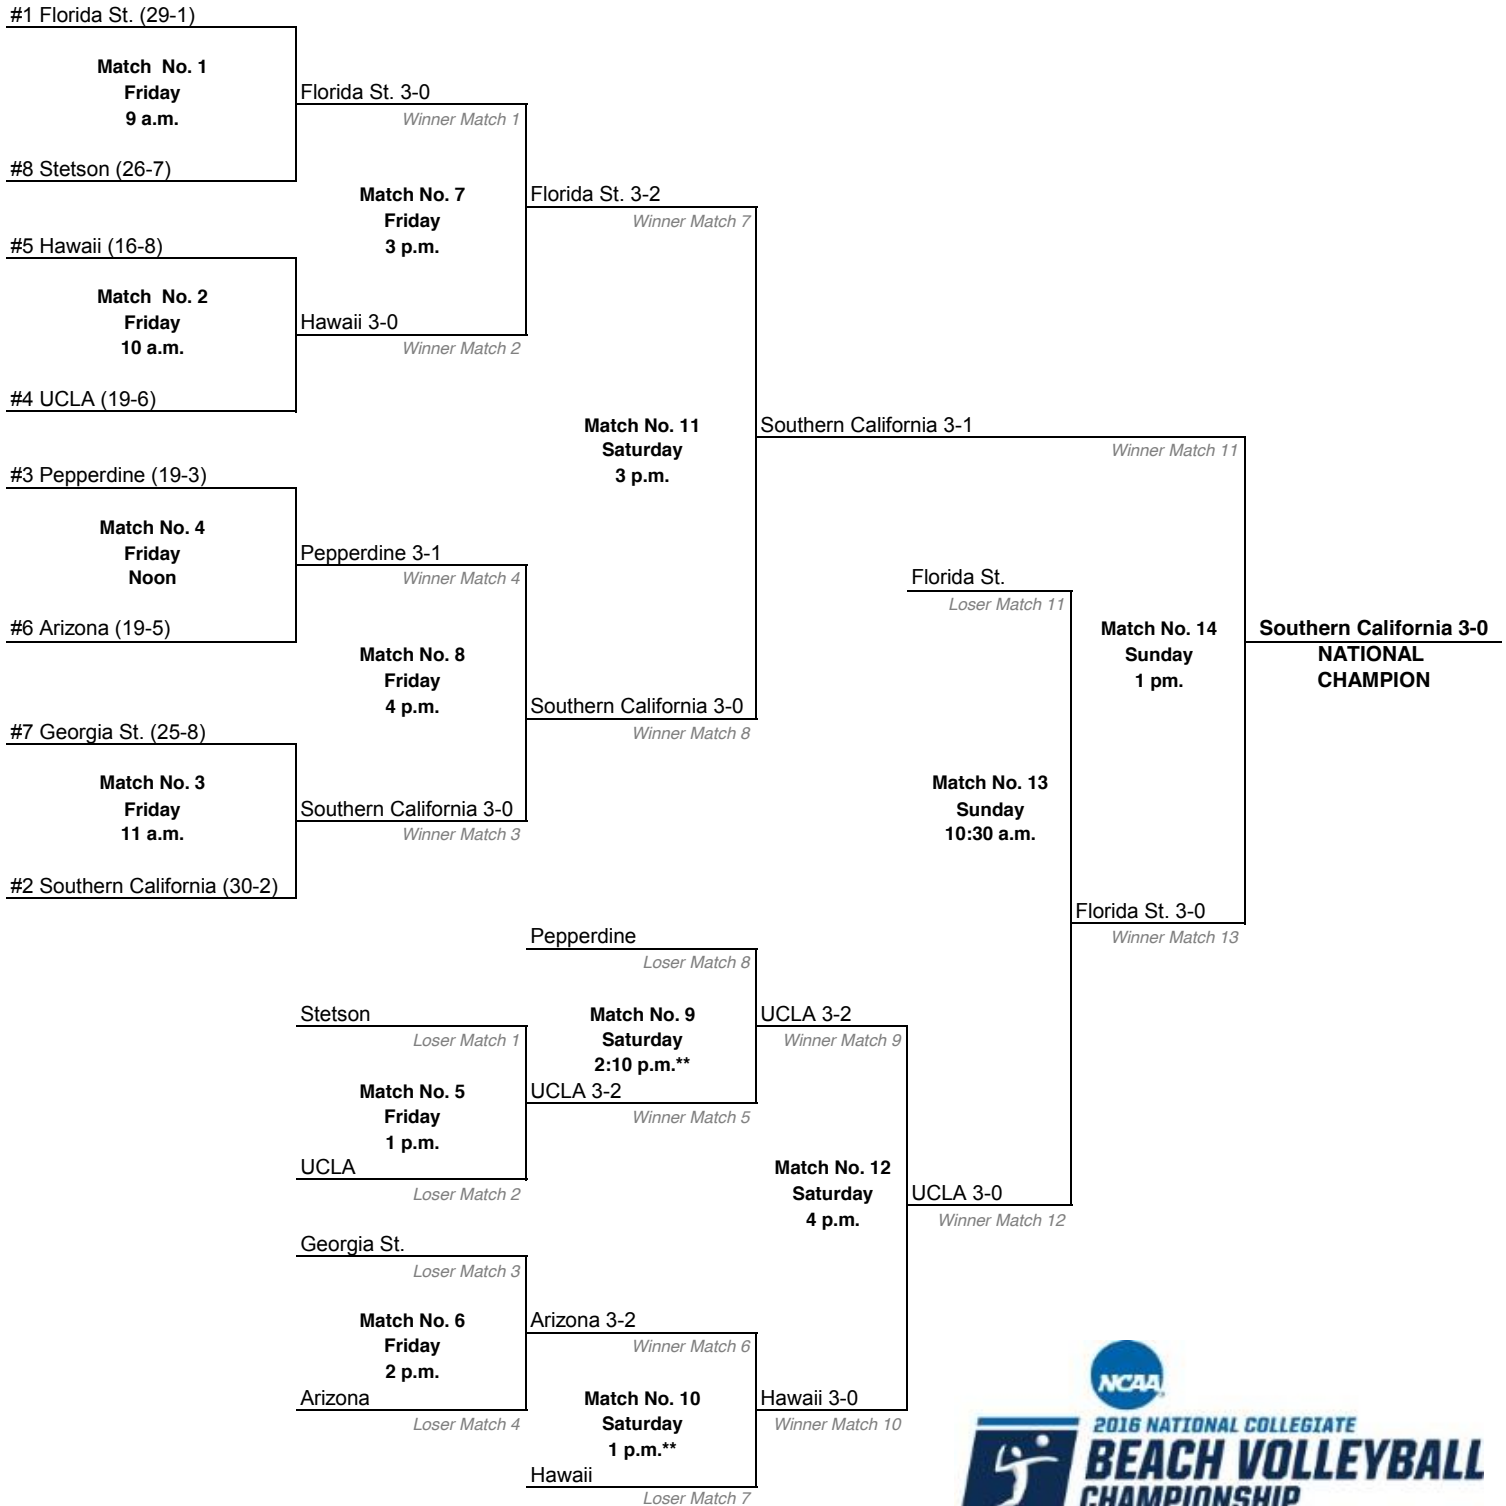 #1 Florida St. (29-1)
Match No. 1
Friday
9 a.m.
#8 Stetson (26-7)
Florida St. 3-0
Winner Match 1
#5 Hawaii (16-8)
Match No. 2
Friday
10 a.m.
#4 UCLA (19-6)
Hawaii 3-0
Winner Match 2
Match No. 7
Friday
3 p.m.
Florida St. 3-2
Winner Match 7
#3 Pepperdine (19-3)
Match No. 4
Friday
Noon
#6 Arizona (19-5)
Pepperdine 3-1
Winner Match 4
#7 Georgia St. (25-8)
Match No. 3
Friday
11 a.m.
#2 Southern California (30-2)
Southern California 3-0
Winner Match 3
Match No. 8
Friday
4 p.m.
Southern California 3-0
Winner Match 8
Match No. 11
Saturday
3 p.m.
Southern California 3-1
Winner Match 11
Florida St.
Loser Match 11
Match No. 14
Sunday
1 pm.
Southern California 3-0
NATIONAL
CHAMPION
Match No. 13
Sunday
10:30 a.m.
Florida St. 3-0
Winner Match 13
Pepperdine
Loser Match 8
Match No. 9
Saturday
2:10 p.m.**
UCLA 3-2
Winner Match 9
Stetson
Loser Match 1
Match No. 5
Friday
1 p.m.
UCLA
Loser Match 2
UCLA 3-2
Winner Match 5
Match No. 12
Saturday
4 p.m.
UCLA 3-0
Winner Match 12
Georgia St.
Loser Match 3
Match No. 6
Friday
2 p.m.
Arizona
Loser Match 4
Arizona 3-2
Winner Match 6
Match No. 10
Saturday
1 p.m.**
Hawaii
Loser Match 7
Hawaii 3-0
Winner Match 10
NCAA
2016 NATIONAL COLLEGIATE
BEACH VOLLEYBALL
CHAMPIONSHIP